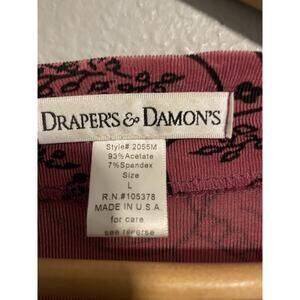 DRAPER'S & DAMON'S
Style# 2055M
93% Acetate
7% Spandex
Size
L
R.N.#105378
MADE IN U.S.A
for care
see reverse